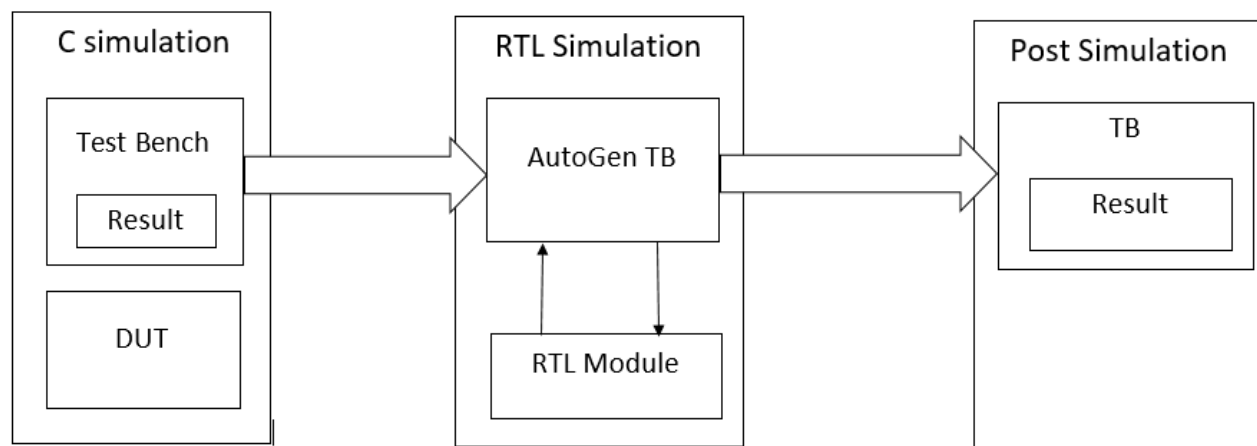 C simulation
Test Bench
Result
DUT
RTL Simulation
AutoGen TB
RTL Module
Post Simulation
TB
Result